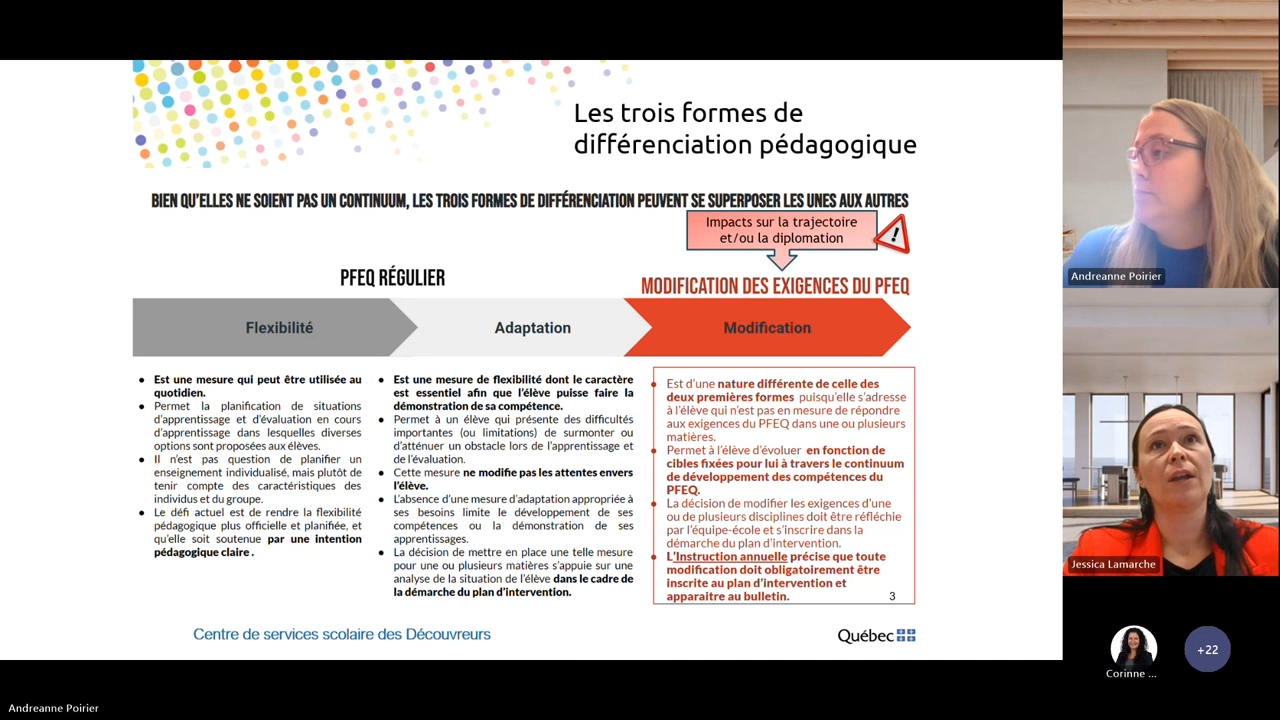 Les trois formes de
différenciation pédagogique
BIEN QU'ELLES NE SOIENT PAS UN CONTINUUM, LES TROIS FORMES DE DIFFÉRENCIATION PEUVENT SE SUPERPOSER LES UNES AUX AUTRES
Impacts sur la trajectoire
et/ou la diplomation
PFEQ RÉGULIER
MODIFICATION DES EXIGENCES DU PFEQ
Flexibilité
Adaptation
Modification
• Est une mesure qui peut être utilisée au
quotidien.
• Permet la planification de situations
d'apprentissage et d'évaluation en cours
d'apprentissage dans lesquelles diverses
options sont proposées aux élèves.
• Il n'est pas question de planifier un
enseignement individualisé, mais plutôt de
tenir compte des caractéristiques des
individus et du groupe.
• Le défi actuel est de rendre la flexibilité
pédagogique plus officielle et planifiée, et
qu'elle soit soutenue par une intention
pédagogique claire .
• Est une mesure de flexibilité dont le caractère
est essentiel afin que l'élève puisse faire la
démonstration de sa compétence.
• Permet à un élève qui présente des difficultés
importantes (ou limitations) de surmonter ou
d'atténuer un obstacle lors de l'apprentissage et
de l'évaluation.
• Cette mesure ne modifie pas les attentes envers
l'élève.
• L'absence d'une mesure d'adaptation appropriée à
ses besoins limite le développement de ses
compétences ou la démonstration de ses
apprentissages.
• La décision de mettre en place une telle mesure
pour une ou plusieurs matières s'appuie sur une
analyse de la situation de l'élève dans le cadre de
la démarche du plan d'intervention.
• Est d'une nature différente de celle des
deux premières formes puisqu'elle s'adresse
à l'élève qui n'est pas en mesure de répondre
aux exigences du PFEQ dans une ou plusieurs
matières.
• Permet à l'élève d'évoluer en fonction de
cibles fixées pour lui à travers le continuum
de développement des compétences du
PFEQ.
• La décision de modifier les exigences d'une
ou de plusieurs disciplines doit être réfléchie
par l'équipe-école et s'inscrire dans la
démarche du plan d'intervention.
• L'Instruction annuelle précise que toute
modification doit obligatoirement être
inscrite au plan d'intervention et
apparaitre au bulletin.
3
Centre de services scolaire des Découvreurs
Québec
Andreanne Poirier
Jessica Lamarche
Corinne ...
+22
Andreanne Poirier